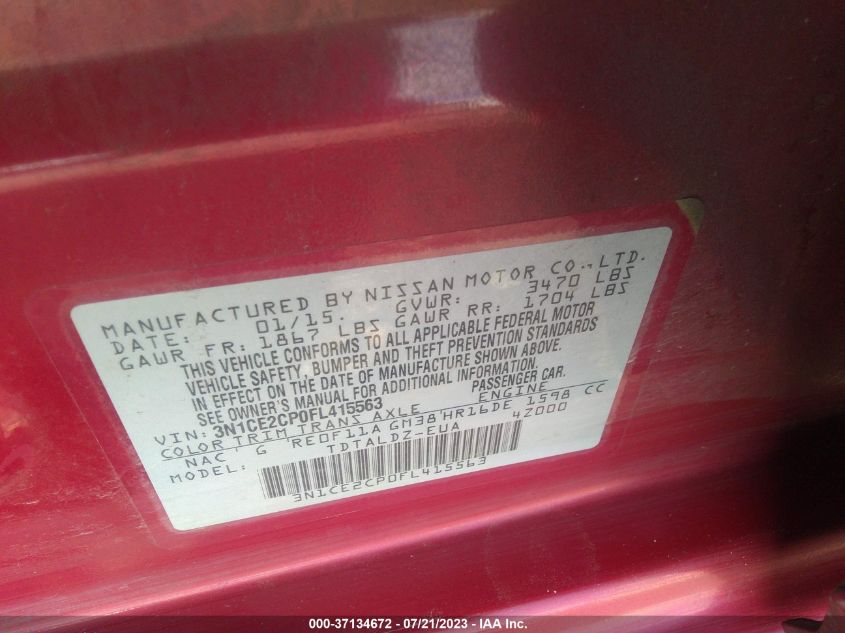 MANUFACTURED BY NISSAN MOTOR CO.,LTD.
DATE: 01/15. GVWR: 3470 LBS
GAWR FR: 1867 LBS GAWR RR: 1704 LBS
THIS VEHICLE CONFORMS TO ALL APPLICABLE FEDERAL MOTOR
VEHICLE SAFETY, BUMPER AND THEFT PREVENTION STANDARDS
IN EFFECT ON THE DATE OF MANUFACTURE SHOWN ABOVE.
SEE OWNER'S MANUAL FOR ADDITIONAL INFORMATION.
VIN: 3N1CE2CP0FL415563 PASSENGER CAR.
COLOR TRIM TRANS AXLE ENGINE
NAC G RE0F11A GM38 HR16DE 1598 CC
MODEL: TDTALDZ-EUA 4Z000
3N1CE2CP0FL415563
000-37134672 / 07/21/2023 - © IAA Inc.